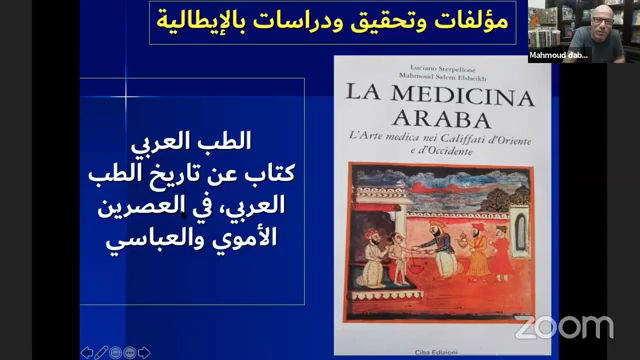 مؤلفات وتحقيق ودراسات بالإيطالية
Mahmoud dab...
الطب العربي
كتاب عن تاريخ الطب
العربي، في العصرين
الأموي والعباسي
Luciano Sterpellone
Mahmoud Salem Elsheikh
LA MEDICINA
ARABA
L'Arte medica nei Califfati d'Oriente
e d'Occidente
Ciba Edizioni
zoom